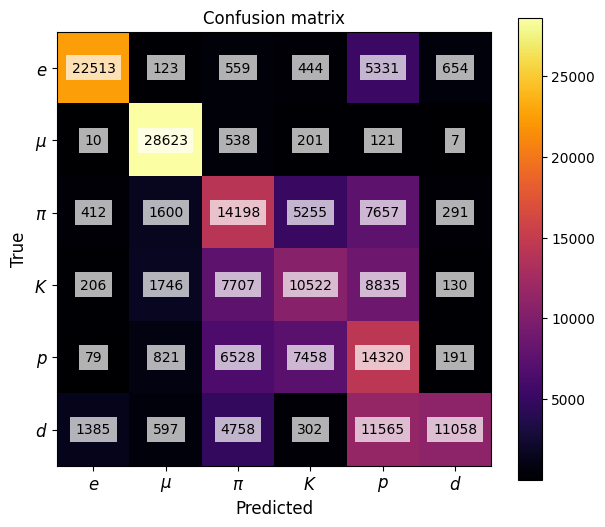 Confusion matrix
e 22513 123 559 444 5331 654
μ 10 28623 538 201 121 7
π 412 1600 14198 5255 7657 291
K 206 1746 7707 10522 8835 130
p 79 821 6528 7458 14320 191
d 1385 597 4758 302 11565 11058
e μ π K p d
Predicted
True
25000
20000
15000
10000
5000